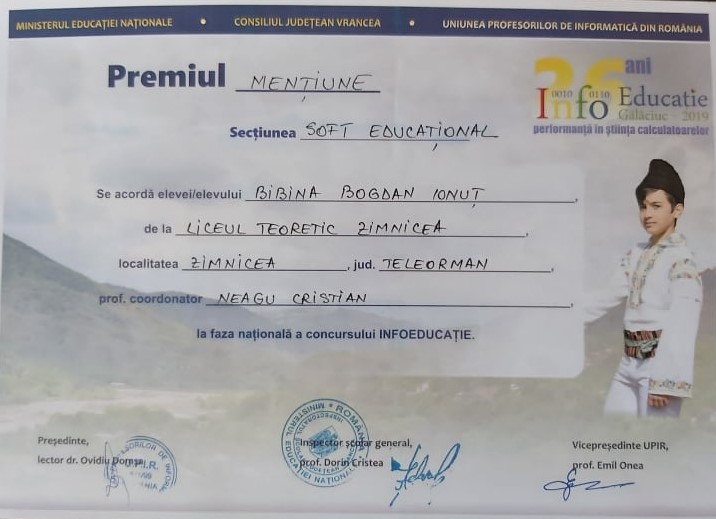 MINISTERUL EDUCAȚIEI NAȚIONALE • CONSILIUL JUDEȚEAN VRANCEA • UNIUNEA PROFESORILOR DE INFORMATICĂ DIN ROMÂNIA
26 ani
Premiul MENȚIUNE
0010 0110
Info Educatie
Gălăciuc - 2019
performanță în știința calculatoarelor
Secțiunea SOFT EDUCAȚIONAL
Se acordă elevei/elevului BIBINA BOGDAN IONUȚ,
de la LICEUL TEORETIC ZIMNICEA,
localitatea ZIMNICEA, jud. TELEORMAN,
prof. coordonator NEAGU CRISTIAN,
la faza națională a concursului INFOEDUCAȚIE.
Președinte,
lector dr. Ovidiu
U.P.I.R.
Inspector școlar general,
prof. Dorin Cristea
ROMÂNIA * MINISTERUL EDUCAȚIEI NAȚIONALE
Vicepreședinte UPIR,
prof. Emil Onea